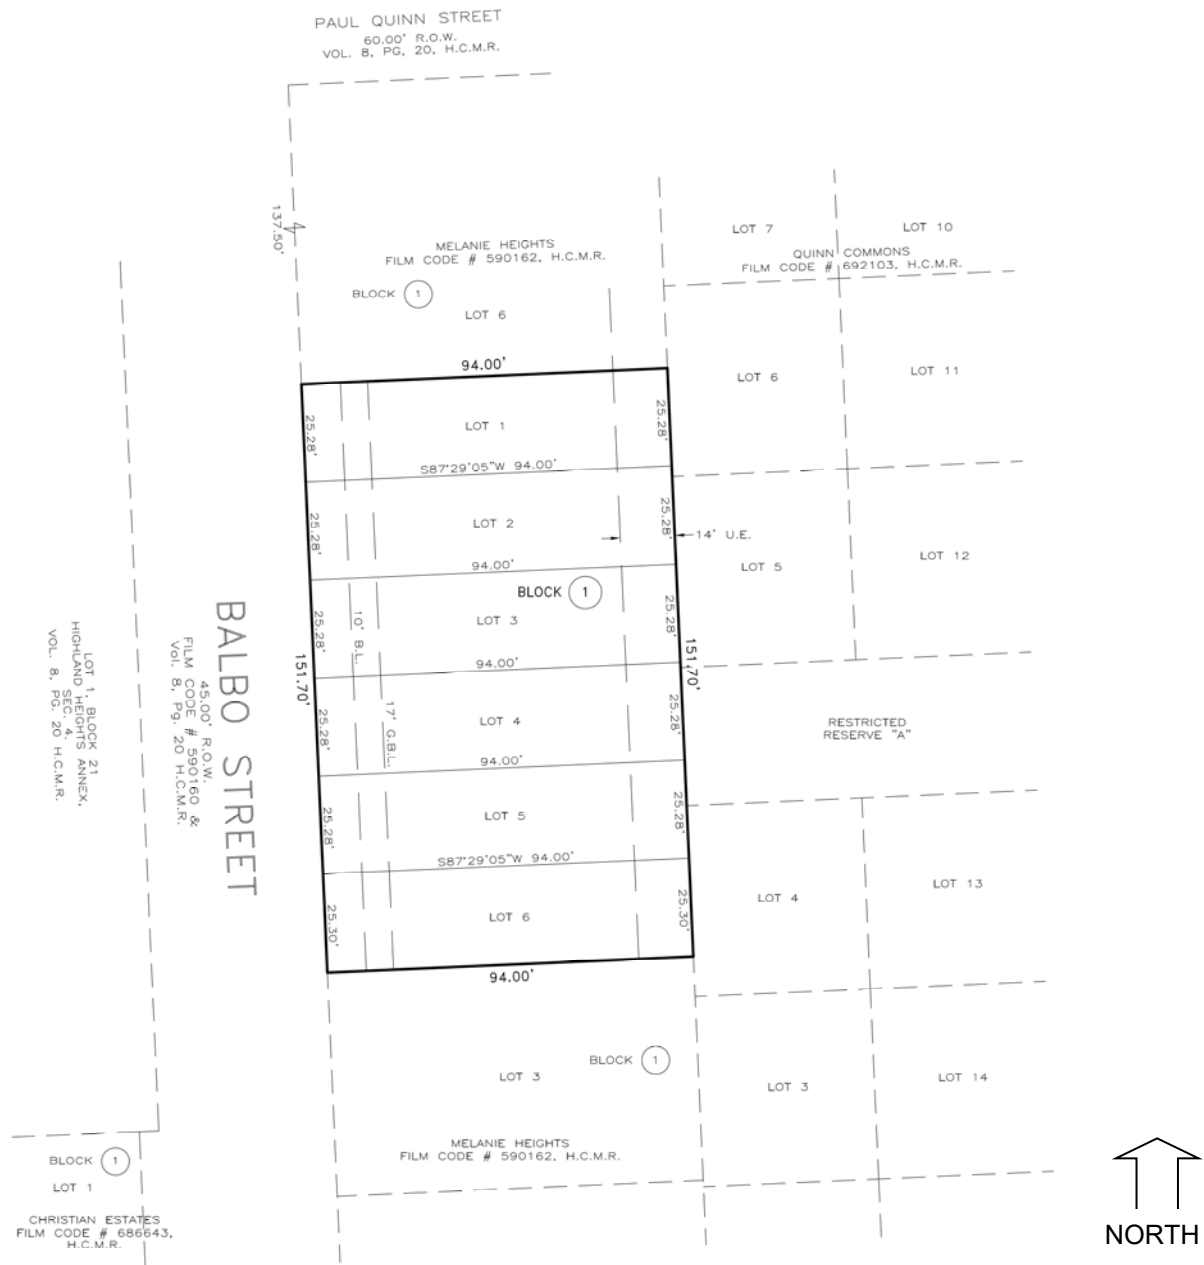 PAUL QUINN STREET
60.00' R.O.W.
VOL. 8, PG, 20, H.C.M.R.
137.50'
MELANIE HEIGHTS
FILM CODE # 590162, H.C.M.R.
BLOCK 1
LOT 6
LOT 7
LOT 10
QUINN COMMONS
FILM CODE # 692103, H.C.M.R.
LOT 6
LOT 11
94.00'
25.28'
LOT 1
25.28'
S87°29'05"W 94.00'
25.28'
LOT 2
25.28'
14' U.E.
94.00'
LOT 5
LOT 12
BLOCK 1
25.28'
10' B.L.
LOT 3
25.28'
94.00'
151.70'
151.70'
25.28'
17' G.B.L.
LOT 4
25.28'
94.00'
RESTRICTED
RESERVE "A"
25.28'
LOT 5
25.28'
S87°29'05"W 94.00'
25.30'
LOT 6
25.30'
94.00'
LOT 4
LOT 13
BALBO STREET
45.00' R.O.W.
FILM CODE # 590160 &
Vol. 8, Pg. 20 H.C.M.R.
LOT 1, BLOCK 21
HIGHLAND HEIGHTS ANNEX,
SEC. 4,
VOL. 8, PG. 20 H.C.M.R.
BLOCK 1
LOT 3
LOT 3
LOT 14
MELANIE HEIGHTS
FILM CODE # 590162, H.C.M.R.
BLOCK 1
LOT 1
CHRISTIAN ESTATES
FILM CODE # 686643,
H.C.M.R.
NORTH